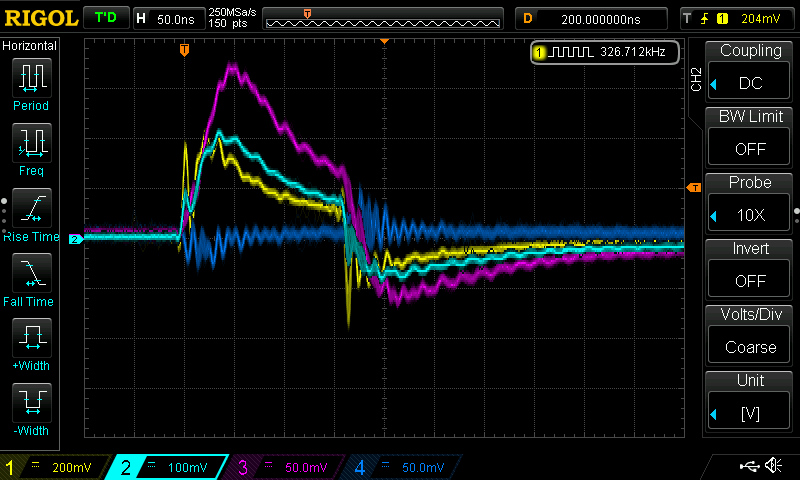 RIGOL T'D H 50.0ns 250MSa/s D 200.000000ns T 1 204mV
150 pts
T
Horizontal
Period
Freq
Rise Time
Fall Time
+Width
-Width
T
1 326.712kHz
2
T
CH2
Coupling
DC
BW Limit
OFF
Probe
10X
Invert
OFF
Volts/Div
Coarse
Unit
[V]
1 200mV 2 100mV 3 50.0mV 4 50.0mV